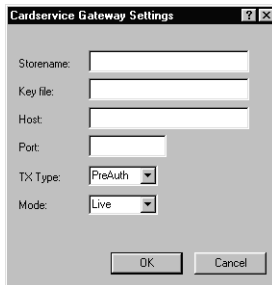 Cardservice Gateway Settings
Storename:
Key file:
Host:
Port:
TX Type: PreAuth
Mode: Live
OK Cancel